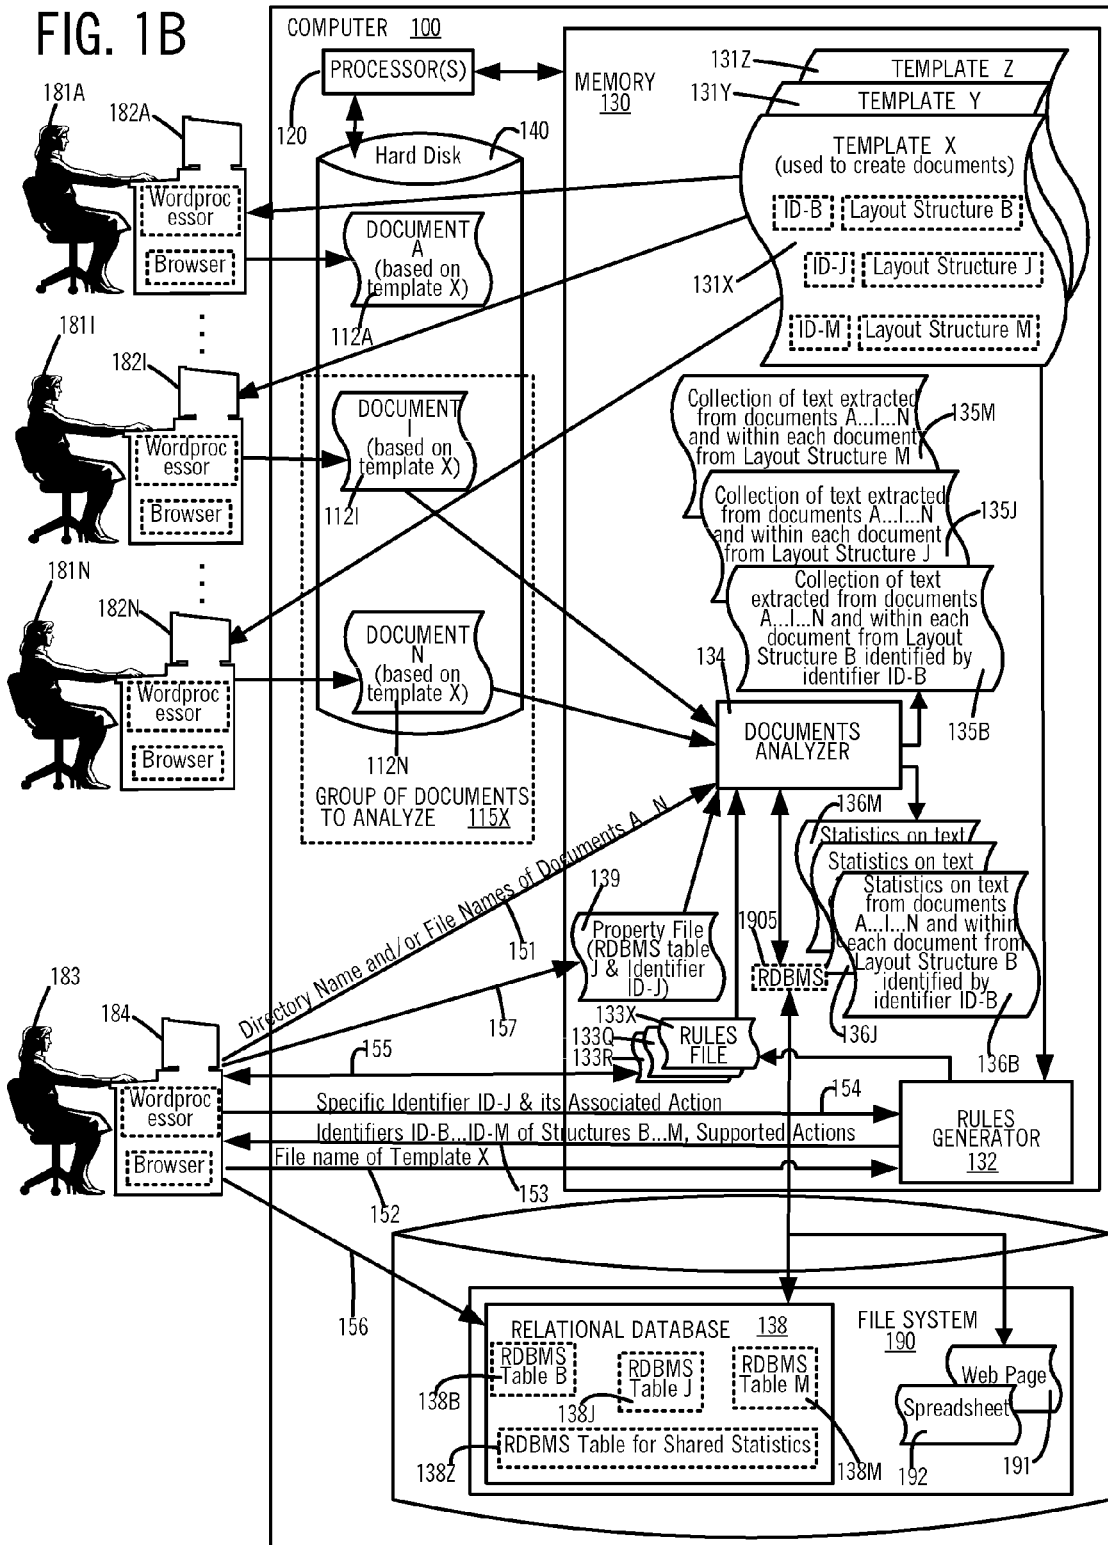 FIG. 1B
COMPUTER 100
PROCESSOR(S)
120
MEMORY
130
140
Hard Disk
131Z
TEMPLATE Z
131Y
TEMPLATE Y
TEMPLATE X
(used to create documents)
ID-B
Layout Structure B
ID-J
Layout Structure J
131X
ID-M
Layout Structure M
181A
182A
Wordproc
essor
Browser
DOCUMENT
A
(based on
template X)
112A
181I
182I
Wordproc
essor
Browser
DOCUMENT
I
(based on
template X)
112I
181N
182N
Wordproc
essor
Browser
DOCUMENT
N
(based on
template X)
112N
GROUP OF DOCUMENTS
TO ANALYZE 115X
Collection of text extracted
from documents A...I...N
and within each document
from Layout Structure M
135M
Collection of text extracted
from documents A...I...N
and within each document
from Layout Structure J
135J
Collection of text
extracted from documents
A...I...N and within each
document from Layout
Structure B identified by
identifier ID-B
135B
134
DOCUMENTS
ANALYZER
136M
Statistics on text
Statistics on text
Statistics on text
from documents
A...I...N and within
each document from
Layout Structure B
identified by
identifier ID-B
136J
136B
139
Property File
(RDBMS table
J & Identifier
ID-J)
1905
RDBMS
133X
133Q
133R
RULES
FILE
Directory Name and/or File Names of Documents A...N
151
157
155
183
184
Wordproc
essor
Browser
Specific Identifier ID-J & its Associated Action
154
Identifiers ID-B...ID-M of Structures B...M, Supported Actions
File name of Template X
153
152
RULES
GENERATOR
132
156
RELATIONAL DATABASE 138
RDBMS
Table B
138B
RDBMS
Table J
138J
RDBMS
Table M
138M
RDBMS Table for Shared Statistics
138Z
FILE SYSTEM
190
Web Page
191
Spreadsheet
192